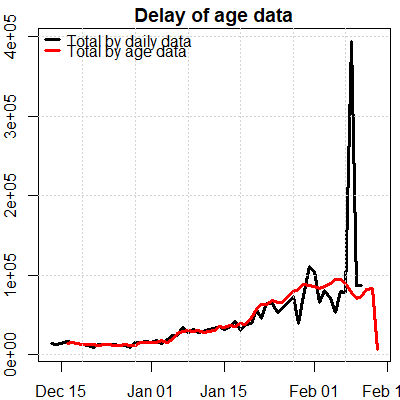 Delay of age data
Total by daily data
Total by age data
4e+05
3e+05
2e+05
1e+05
0e+00
Dec 15 Jan 01 Jan 15 Feb 01 Feb 1